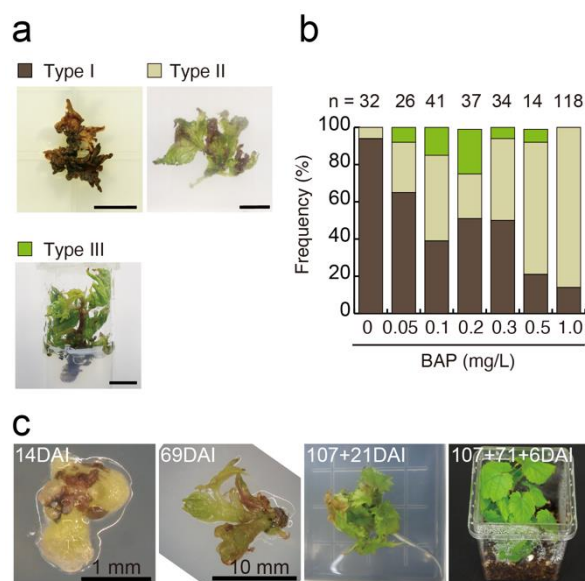 a
Type I
Type II
Type III
b
n = 32 26 41 37 34 14 118
Frequency (%)
100
80
60
40
20
0
0 0.05 0.1 0.2 0.3 0.5 1.0
BAP (mg/L)
c
14DAI
1 mm
69DAI
10 mm
107+21DAI
107+71+6DAI